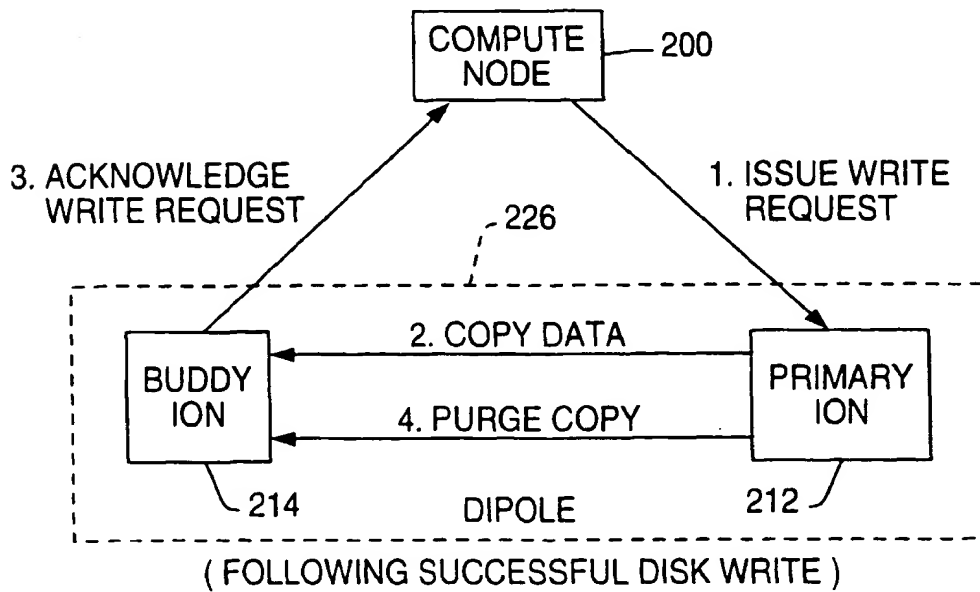 COMPUTE
NODE
200
3. ACKNOWLEDGE
WRITE REQUEST
1. ISSUE WRITE
REQUEST
226
2. COPY DATA
BUDDY
ION
PRIMARY
ION
4. PURGE COPY
214
DIPOLE
212
( FOLLOWING SUCCESSFUL DISK WRITE )